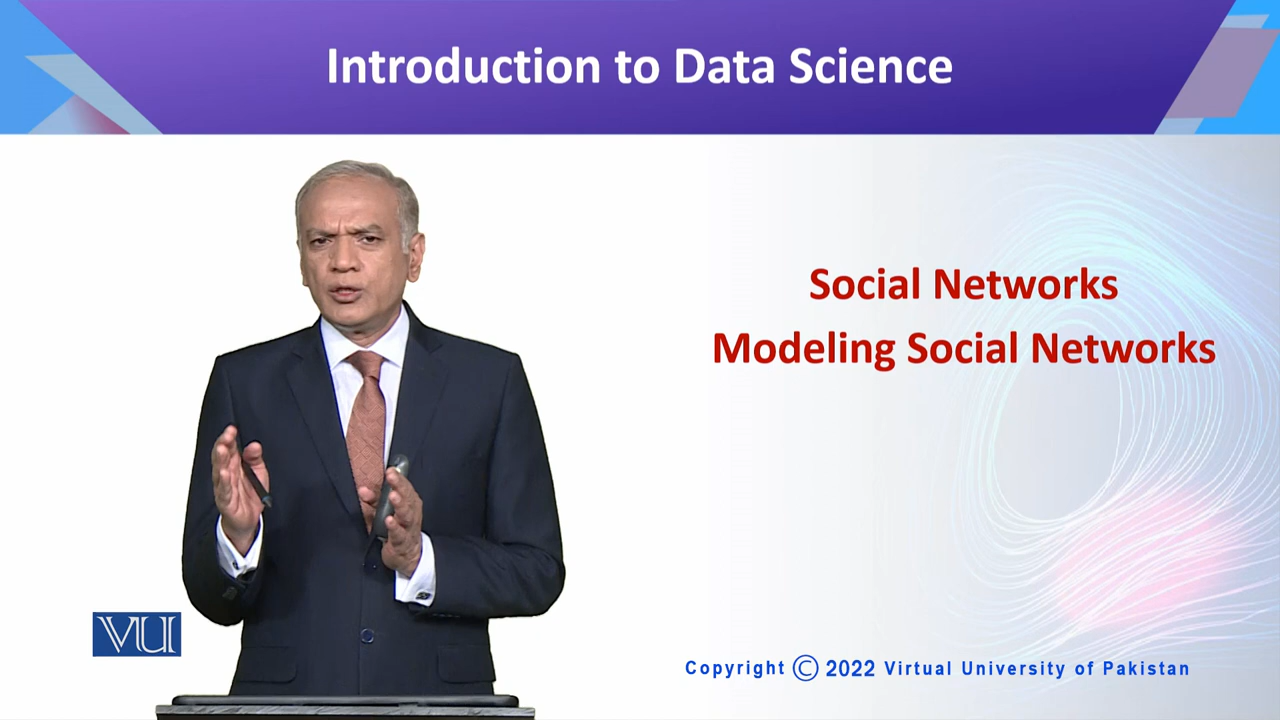 Introduction to Data Science
Social Networks
Modeling Social Networks
VU
Copyright © 2022 Virtual University of Pakistan